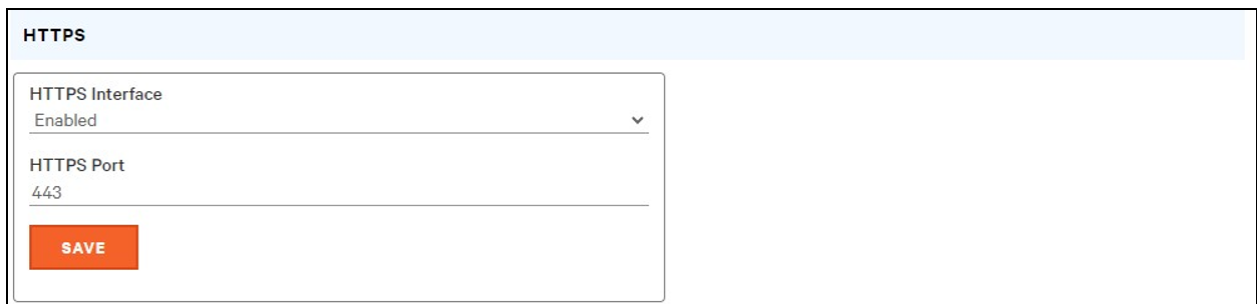 HTTPS
HTTPS Interface
Enabled
HTTPS Port
443
SAVE